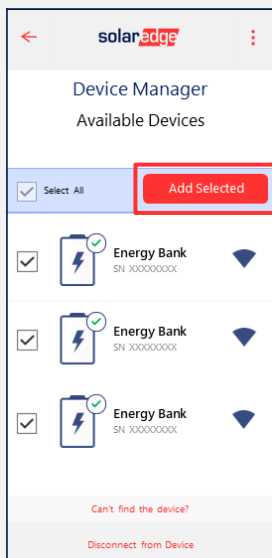 solaredge
Device Manager
Available Devices
Select All
Add Selected
Energy Bank
SN XXXXXXXX
Energy Bank
SN XXXXXXXX
Energy Bank
SN XXXXXXXX
Can't find the device?
Disconnect from Device